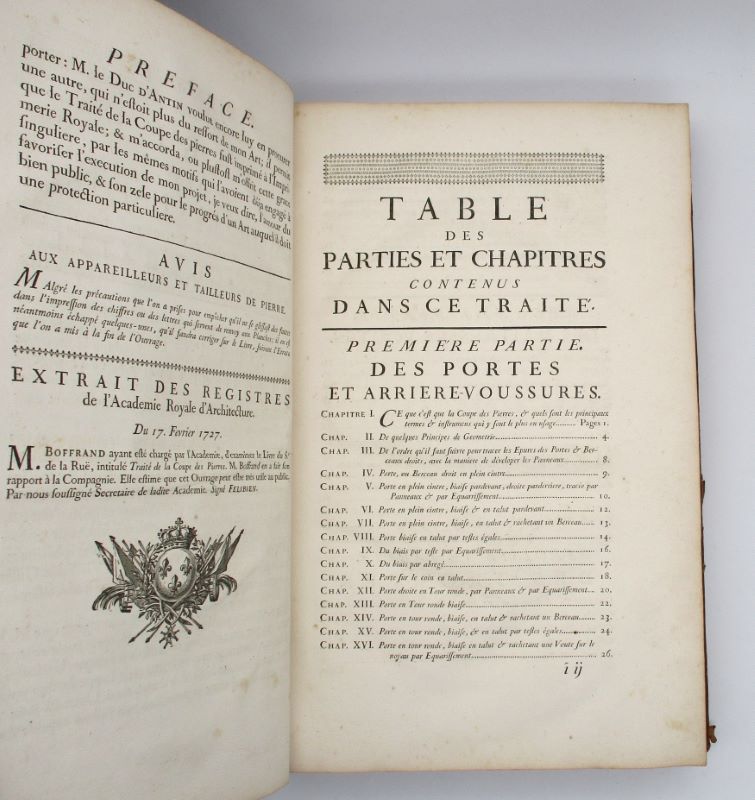 PREFACE.
porter: M. le Duc D'ANTIN voulut encore luy en procurer
une autre, qui n'estoit plus du ressort de mon Art; il permit
que le Traité de la Coupe des pierres fust imprimé à l'Impri-
merie Royale; & m'accorda, ou plustost m'offrit cette grace
singuliere, par les mêmes motifs qui l'avoient déja engagé à
favoriser l'execution de mon projet, je veux dire, l'amour du
bien public, & son zele pour le progrés d'un Art auquel il doit
une protection particuliere.
AVIS
AUX APPAREILLEURS ET TAILLEURS DE PIERRE.
Malgré les précautions que l'on a prises pour empêcher qu'il ne se glissast des fautes
dans l'impression des chiffres ou des lettres qui servent de renvoy aux Planches; il en est
néantmoins échappé quelques-unes, qu'il faudra corriger sur le Livre, suivant l'Errata
que l'on a mis à la fin de l'Ouvrage.
EXTRAIT DES REGISTRES
de l'Academie Royale d'Architecture.
Du 17. Fevrier 1727.
M. BOFFRAND ayant esté chargé par l'Academie, d'examiner le Livre du Sr.
de la Ruë, intitulé Traité de la Coupe des Pierres. M. Boffrand en a fait son
rapport à la Compagnie. Elle estime que cet Ouvrage peut estre très utile au public.
Par nous soussigné Secretaire de ladite Academie. Signé FELIBIEN.
TABLE
DES
PARTIES ET CHAPITRES
CONTENUS
DANS CE TRAITÉ.
PREMIÉRE PARTIE.
DES PORTES
ET ARRIERE-VOUSSURES.
CHAPITRE I. CE que c'est que la Coupe des Pierres, & quels sont les principaux
termes & instrumens qui y sont le plus en usage........ Pages 1.
CHAP. II. De quelques Principes de Geometrie........ 4.
CHAP. III. De l'ordre qu'il faut suivre pour tracer les Epures des Portes & Ber-
ceaux droits, avec la maniere de déveloper les Panneaux........ 8.
CHAP. IV. Porte, ou Berceau droit en plein cintre........ 9.
CHAP. V. Porte en plein cintre, biaise pardevant, droite parderriere, tracée par
Panneaux & par Equarrissement........ 10.
CHAP. VI. Porte en plein cintre, biaise & en talut pardevant........ 12.
CHAP. VII. Porte en plein cintre, biaise, en talut & rachetant un Berceau..... 13.
CHAP. VIII. Porte biaise en talut par testes égales........ 14.
CHAP. IX. Du biais par teste par Equarrissement........ 16.
CHAP. X. Du biais par abregé........ 17.
CHAP. XI. Porte sur le coin en talut........ 18.
CHAP. XII. Porte droite en Tour ronde, par Panneaux & par Equarrissement.... 20.
CHAP. XIII. Porte en Tour ronde biaise........ 22.
CHAP. XIV. Porte en tour ronde, biaise, en talut & rachetant un Berceau.... 23.
CHAP. XV. Porte en tour ronde, biaise, & en talut par testes égales........ 24.
CHAP. XVI. Porte en tour ronde, biaise en talut & rachetant une Voute sur le
noyau par Equarrissement........ 26.
î ij